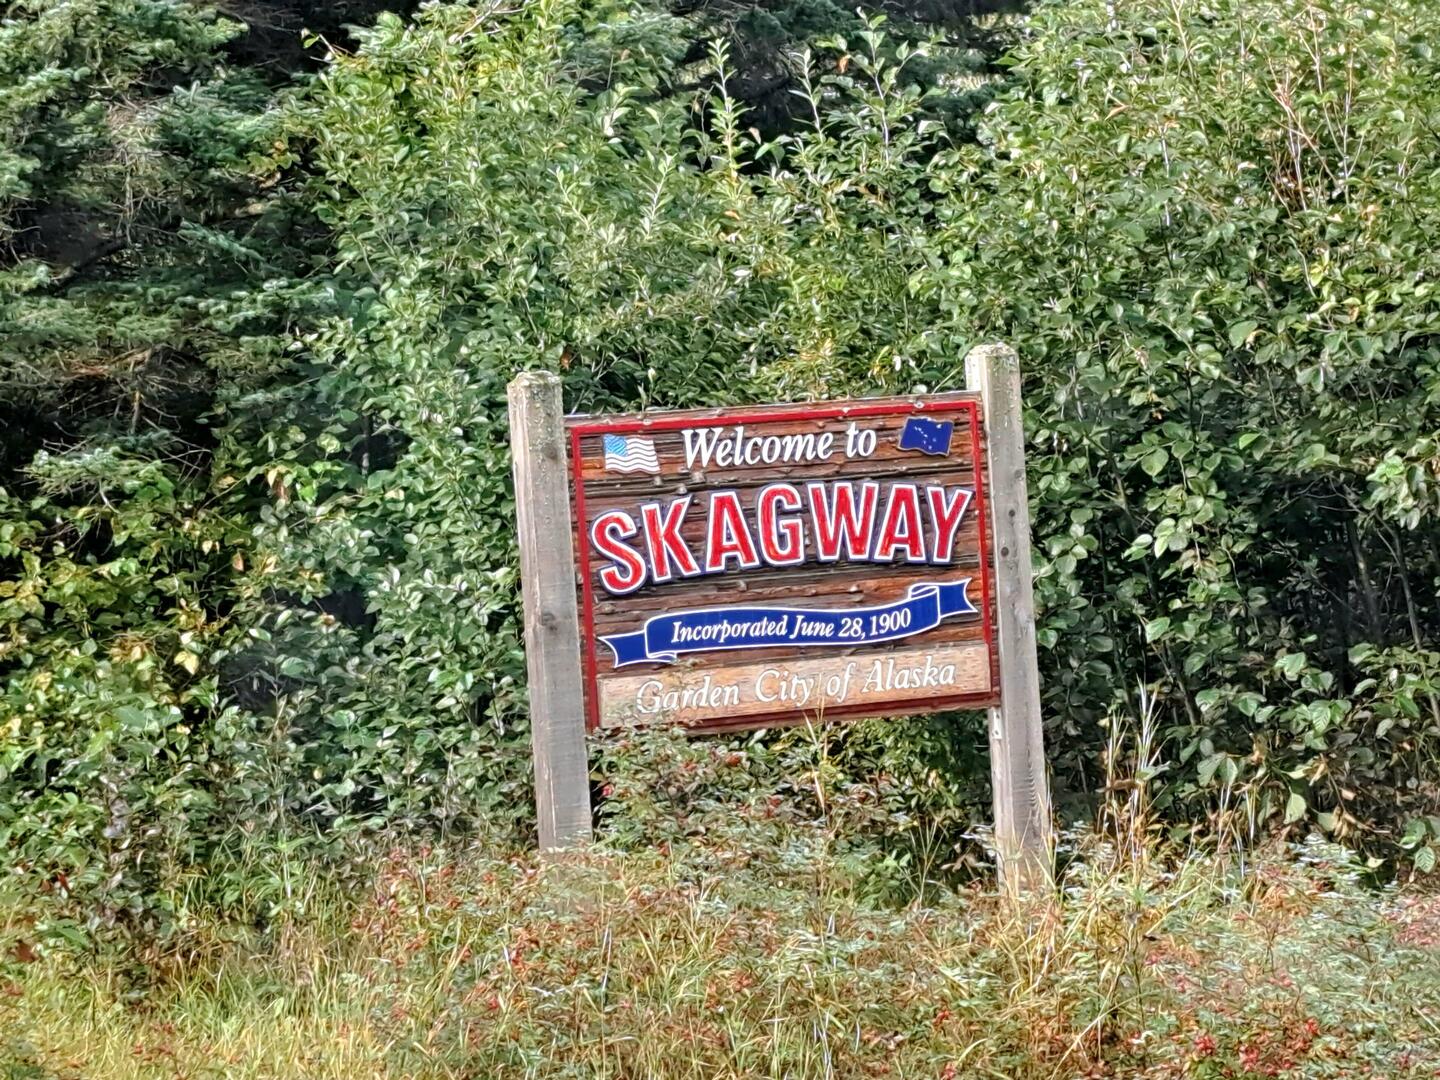 Welcome to
SKAGWAY
Incorporated June 28, 1900
Garden City of Alaska